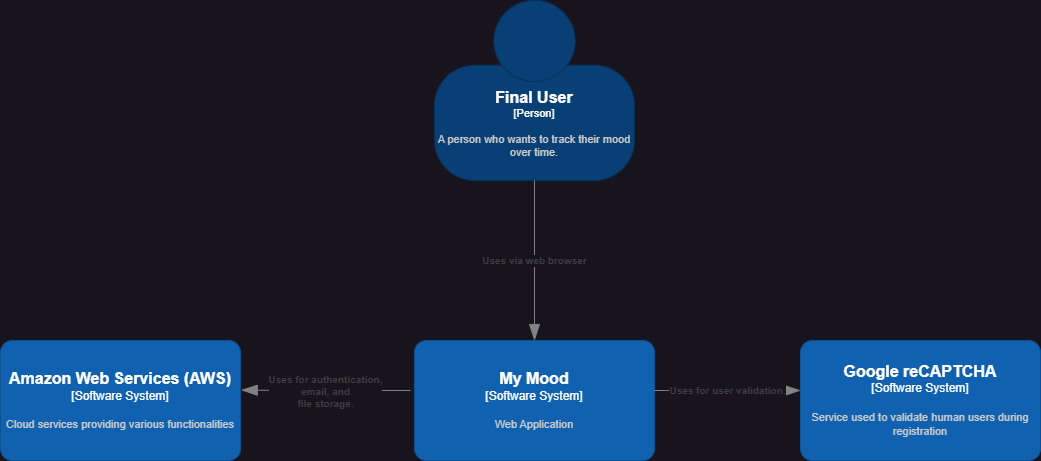 Final User
[Person]
A person who wants to track their mood
over time.
Uses via web browser
Amazon Web Services (AWS)
[Software System]
Cloud services providing various functionalities
Uses for authentication,
email, and
file storage.
My Mood
[Software System]
Web Application
Uses for user validation.
Google reCAPTCHA
[Software System]
Service used to validate human users during
registration